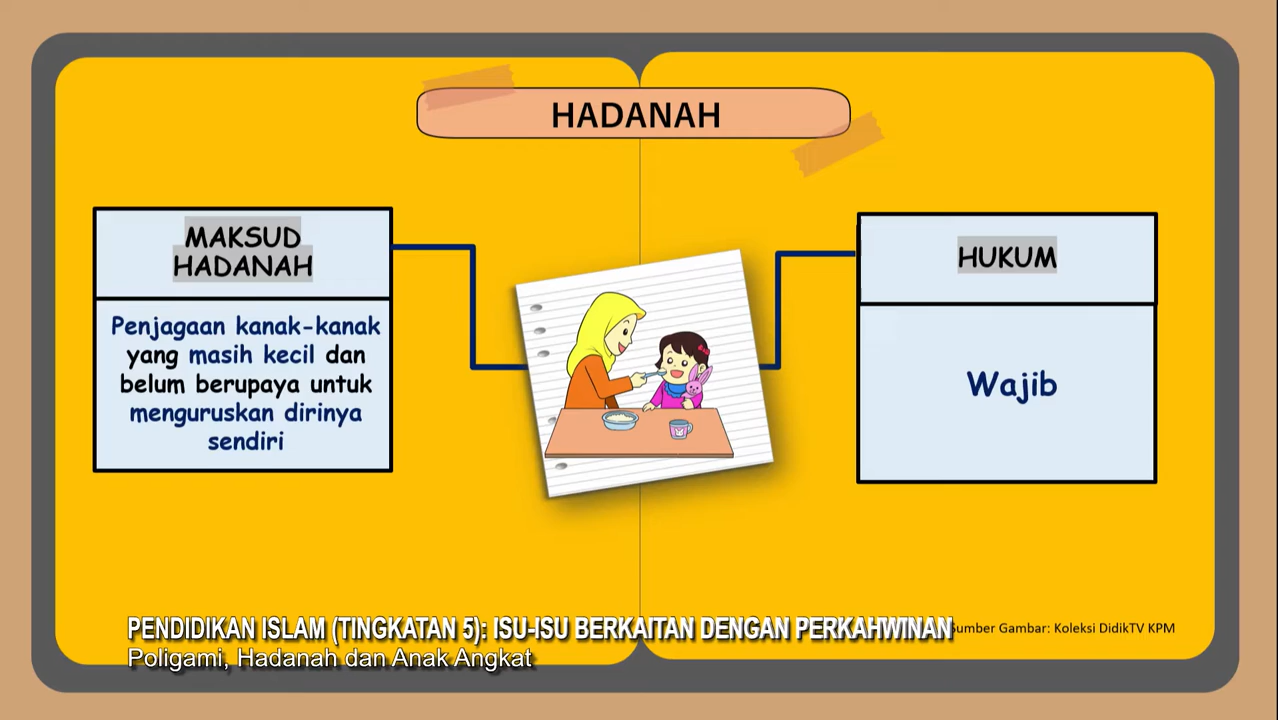 HADANAH
MAKSUD
HADANAH
Penjagaan kanak-kanak
yang masih kecil dan
belum berupaya untuk
menguruskan dirinya
sendiri
HUKUM
Wajib
PENDIDIKAN ISLAM (TINGKATAN 5): ISU-ISU BERKAITAN DENGAN PERKAHWINAN
Sumber Gambar: Koleksi DidikTV KPM
Poligami, Hadanah dan Anak Angkat